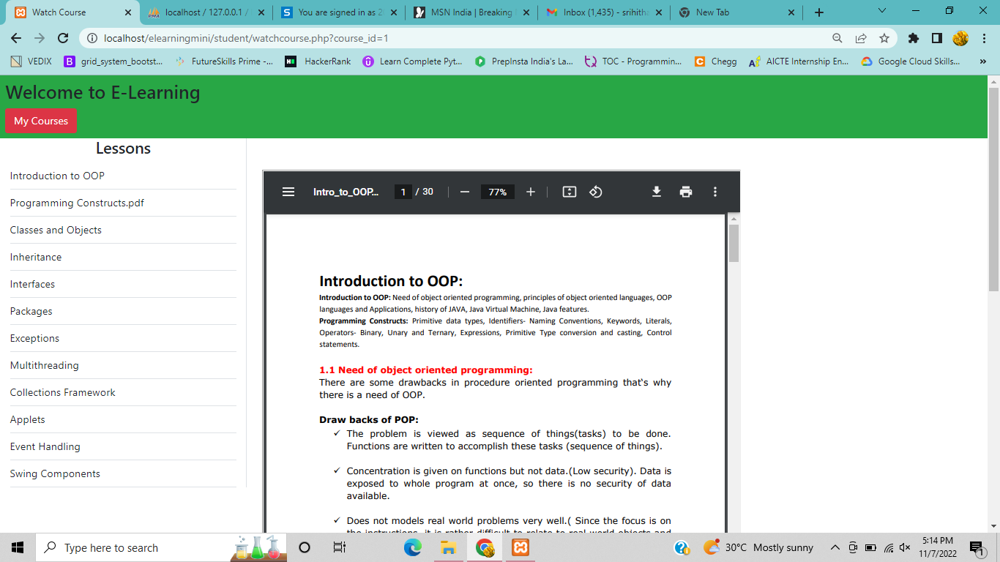 Watch Course
localhost / 127.0.0.1 /
You are signed in as 2
MSN India | Breaking
Inbox (1,435) - srihitha
New Tab
localhost/elearningmini/student/watchcourse.php?course_id=1
VEDIX
grid_system_bootst...
FutureSkills Prime -...
HackerRank
Learn Complete Pyt...
PrepInsta India's La...
TOC - Programmin...
Chegg
AICTE Internship En...
Google Cloud Skills...
»
Welcome to E-Learning
My Courses
Lessons
Introduction to OOP
Programming Constructs.pdf
Classes and Objects
Inheritance
Interfaces
Packages
Exceptions
Multithreading
Collections Framework
Applets
Event Handling
Swing Components
Intro_to_OOP...
1 / 30
77%
Introduction to OOP:
Introduction to OOP: Need of object oriented programming, principles of object oriented languages, OOP
languages and Applications, history of JAVA, Java Virtual Machine, Java features.
Programming Constructs: Primitive data types, Identifiers- Naming Conventions, Keywords, Literals,
Operators- Binary, Unary and Ternary, Expressions, Primitive Type conversion and casting, Control
statements.
1.1 Need of object oriented programming:
There are some drawbacks in procedure oriented programming that's why
there is a need of OOP.
Draw backs of POP:
✓ The problem is viewed as sequence of things(tasks) to be done.
Functions are written to accomplish these tasks (sequence of things).
✓ Concentration is given on functions but not data.(Low security). Data is
exposed to whole program at once, so there is no security of data
available.
✓ Does not models real world problems very well.( Since the focus is on
the instructions, it is rather difficult to relate to real world objects and
Type here to search
30°C Mostly sunny
5:14 PM
11/7/2022
1